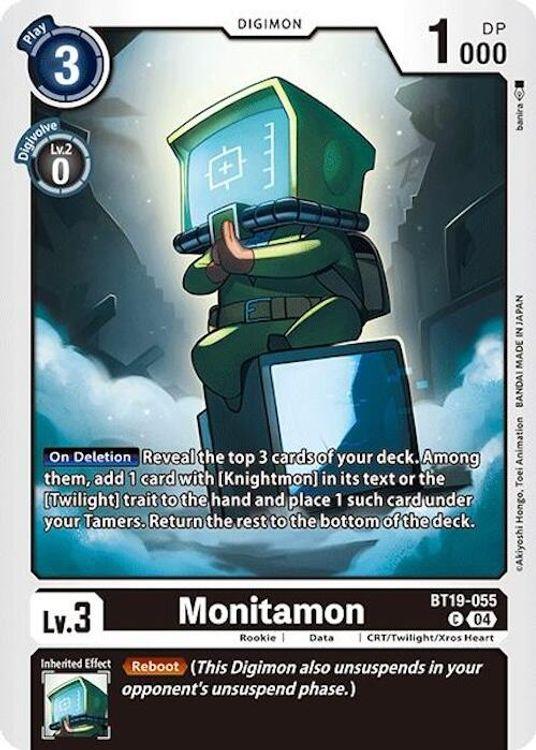 Play
3
DIGIMON
1000
DP
Digivolve
Lv.2
0
banira
On Deletion Reveal the top 3 cards of your deck. Among
them, add 1 card with [Knightmon] in its text or the
[Twilight] trait to the hand and place 1 such card under
your Tamers. Return the rest to the bottom of the deck.
©Akiyoshi Hongo, Toei Animation BANDAI MADE IN JAPAN
Lv.3
Monitamon
BT19-055
C 04
Rookie | Data | CRT/Twilight/Xros Heart
Inherited Effect
Reboot (This Digimon also unsuspends in your
opponent's unsuspend phase.)